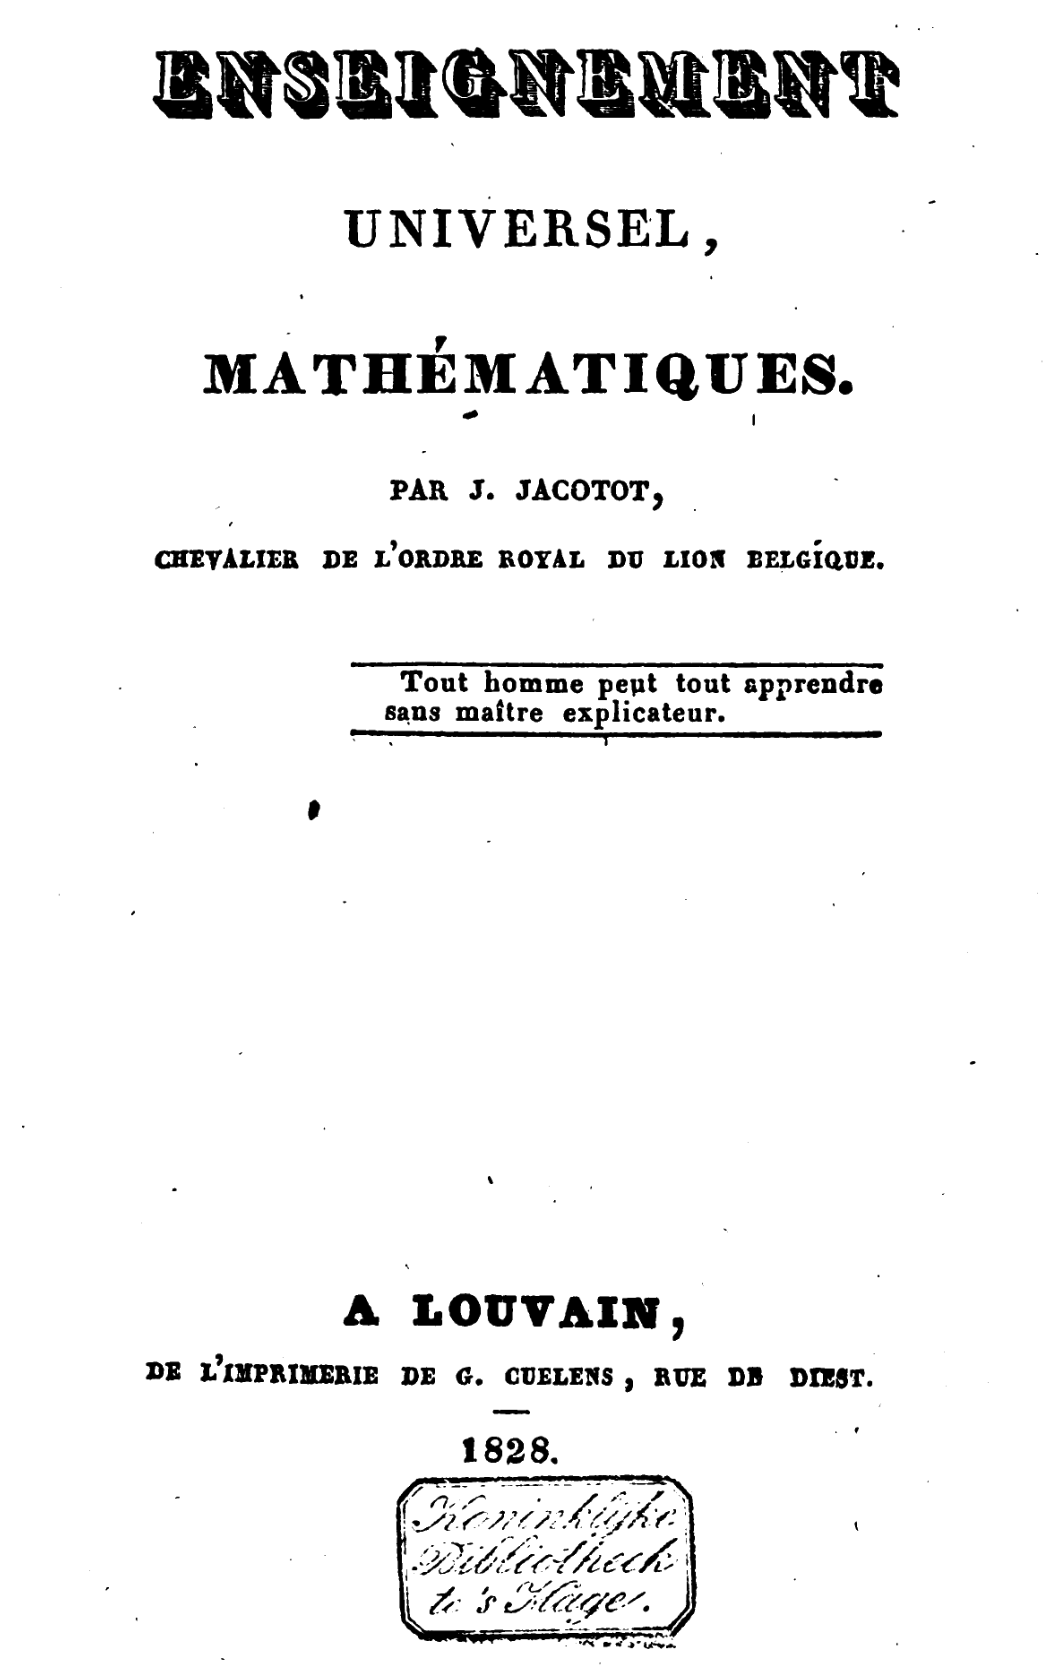 ENSEIGNEMENT
UNIVERSEL,
MATHÉMATIQUES.
PAR J. JACOTOT,
CHEVALIER DE L'ORDRE ROYAL DU LION BELGÍQUE.
Tout homme peut tout apprendre
sans maître explicateur.
A LOUVAIN,
DE L'IMPRIMERIE DE G. CUELENS, RUE DE DIEST.
1828.
Koninklijke
Bibliotheek
te 's Hage.